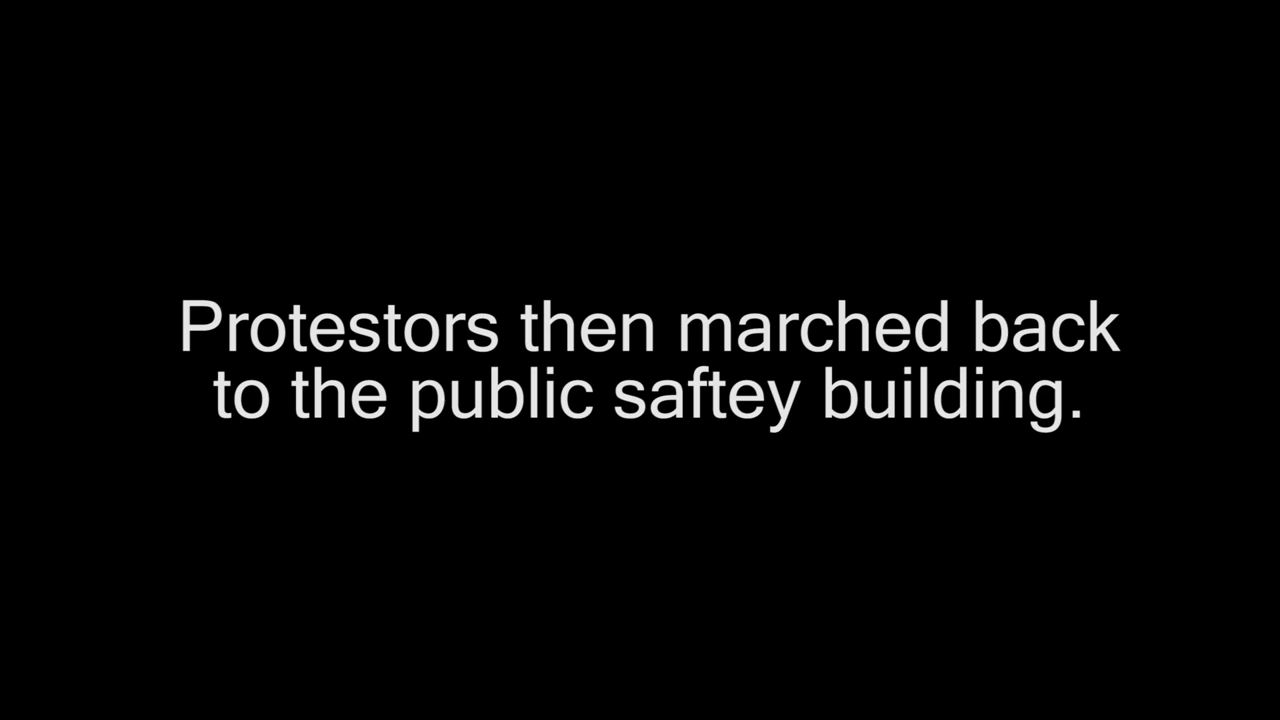 Protestors then marched back
to the public saftey building.